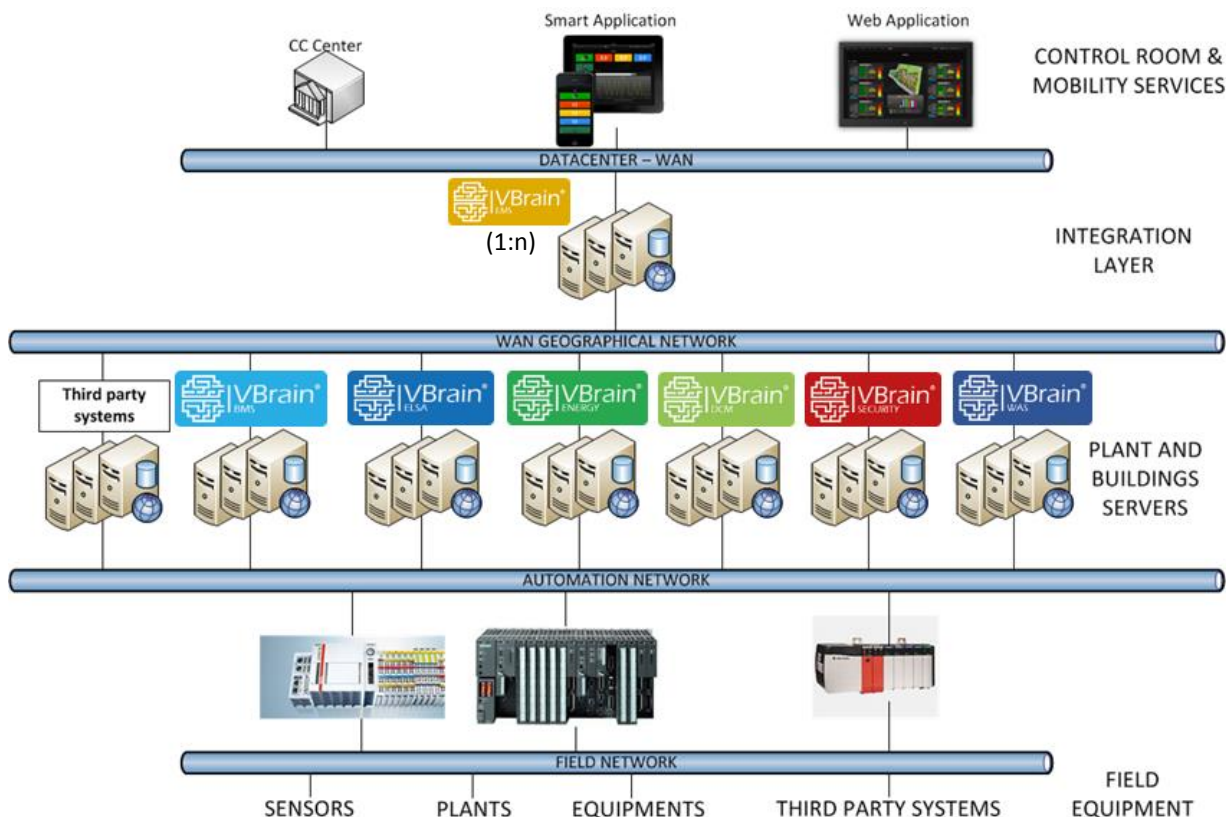 Smart Application
Web Application
CC Center
CONTROL ROOM &
MOBILITY SERVICES
DATACENTER – WAN
VBrain®
EMS
(1:n)
INTEGRATION
LAYER
WAN GEOGRAPHICAL NETWORK
Third party
systems
VBrain®
BMS
VBrain®
ELSA
VBrain®
ENERGY
VBrain®
DCM
VBrain®
SECURITY
VBrain®
WAS
PLANT AND
BUILDINGS
SERVERS
AUTOMATION NETWORK
FIELD NETWORK
SENSORS
PLANTS
EQUIPMENTS
THIRD PARTY SYSTEMS
FIELD
EQUIPMENT